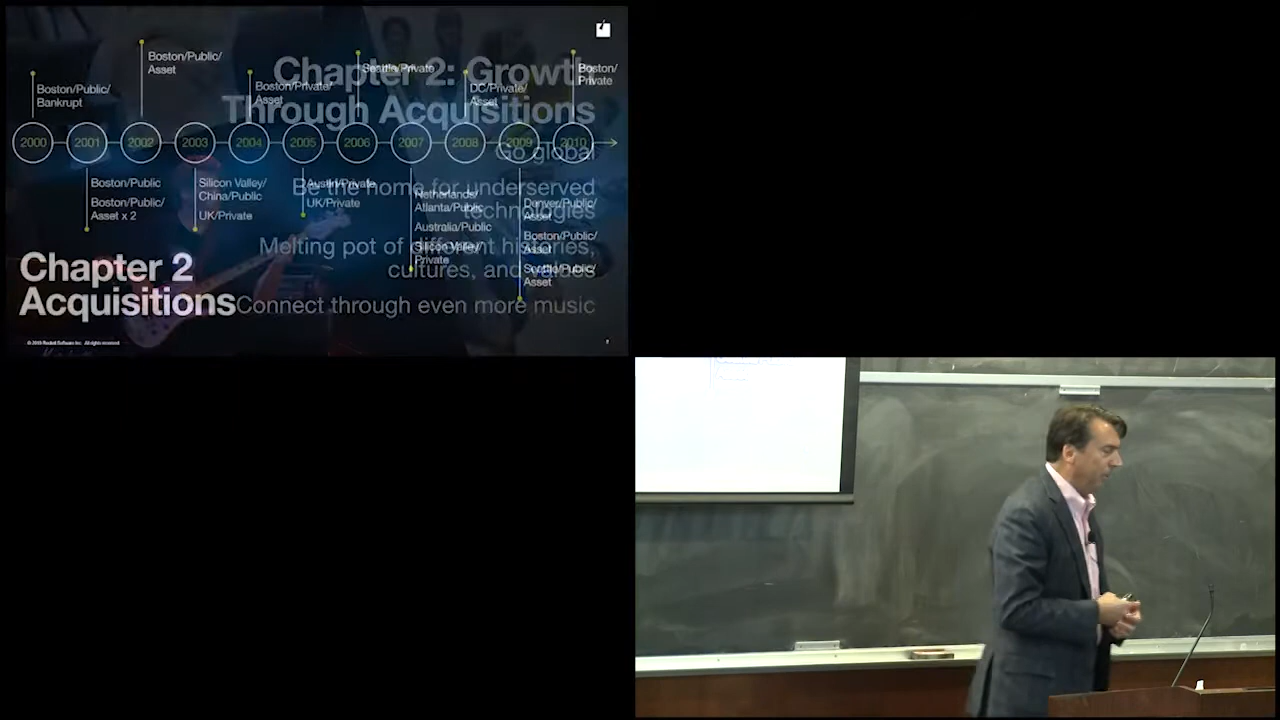 Boston/Public/
Bankrupt
Boston/Public/
Asset
Boston/Private/
Asset
Seattle/Private
DC/Private/
Asset
Boston/
Private
Chapter 2: Growth
Through Acquisitions
2000
2001
2002
2003
2004
2005
2006
2007
2008
2009
2010
Go global
Be the home for underserved
technologies
Melting pot of different histories,
cultures, and values
Connect through even more music
Boston/Public
Boston/Public/
Asset x 2
Silicon Valley/
China/Public
UK/Private
Austin/Private
UK/Private
Netherlands/
Atlanta/Public
Australia/Public
Silicon Valley/
Private
Denver/Public/
Asset
Boston/Public/
Asset
Seattle/Public/
Asset
Chapter 2
Acquisitions